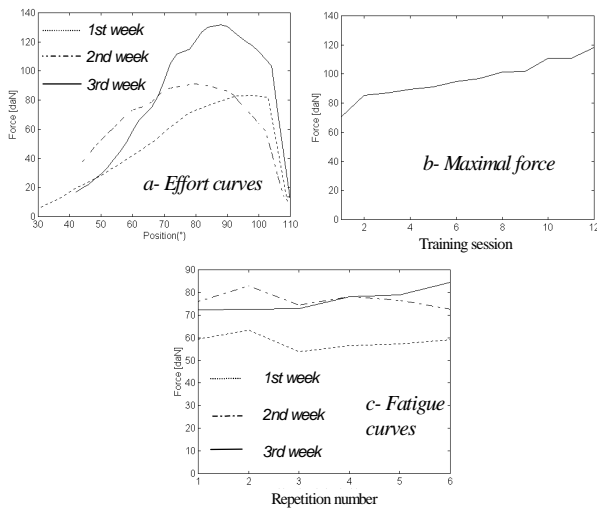 140
120
100
80
60
40
20
0
Force [daN]
1st week
2nd week
3rd week
a- Effort curves
30 40 50 60 70 80 90 100 110
Position(°)
140
120
100
80
60
40
20
0
Force [daN]
b- Maximal force
2 4 6 8 10 12
Training session
90
80
70
60
50
40
30
20
10
0
Force [daN]
1st week
2nd week
3rd week
c- Fatigue
curves
1 2 3 4 5 6
Repetition number